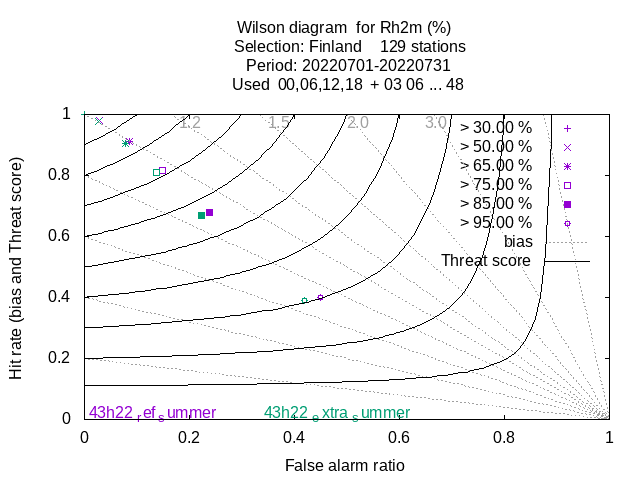 Wilson diagram for Rh2m (%)
Selection: Finland 129 stations
Period: 20220701-20220731
Used 00,06,12,18 + 03 06 ... 48
Hit rate (bias and Threat score)
1
0.8
0.6
0.4
0.2
0
1.2
1.5
2.0
3.0
> 30.00 %
> 50.00 %
> 65.00 %
> 75.00 %
> 85.00 %
> 95.00 %
bias
Threat score
43h22_ref_summer
43h22_extra_summer
0 0.2 0.4 0.6 0.8 1
False alarm ratio